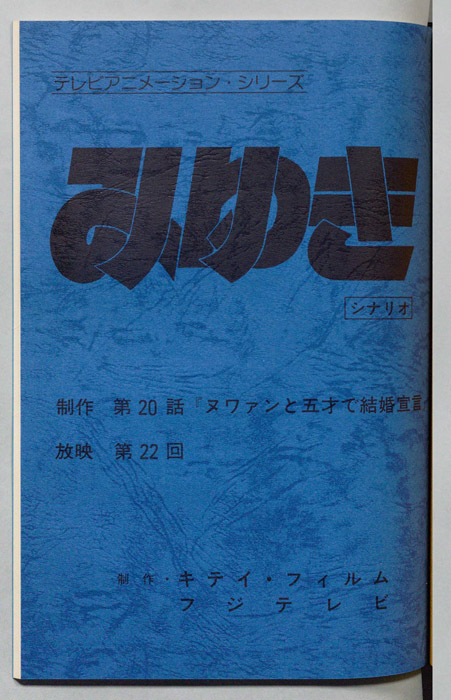 テレビアニメーション・シリーズ
みゆき
シナリオ
制作 第20話『ヌワァンと五才で結婚宣言
放映 第22回
制作・キテイ・フィルム
フジテレビ